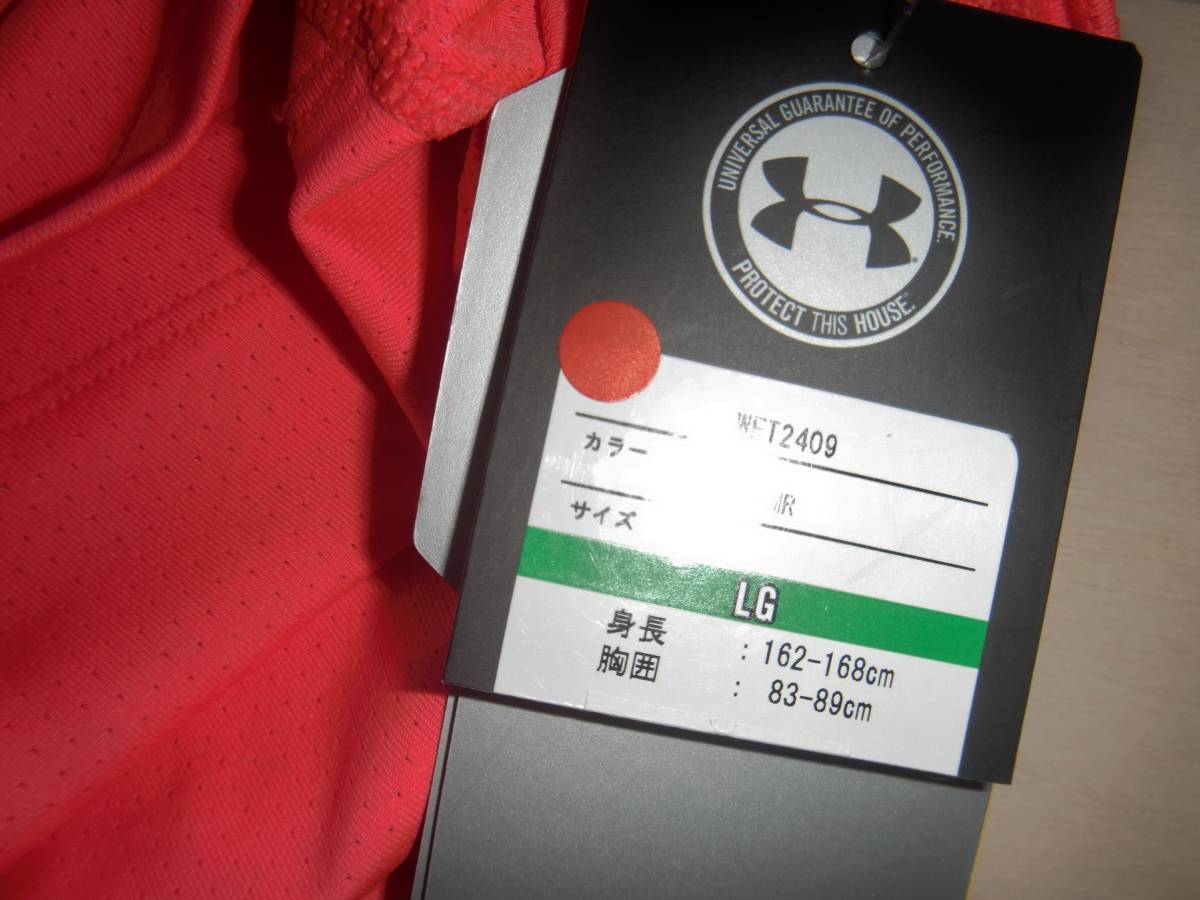 UNIVERSAL GUARANTEE OF PERFORMANCE.
PROTECT THIS HOUSE.
WFT2409
カラー
サイズ
LG
身長 : 162-168cm
胸囲 : 83-89cm